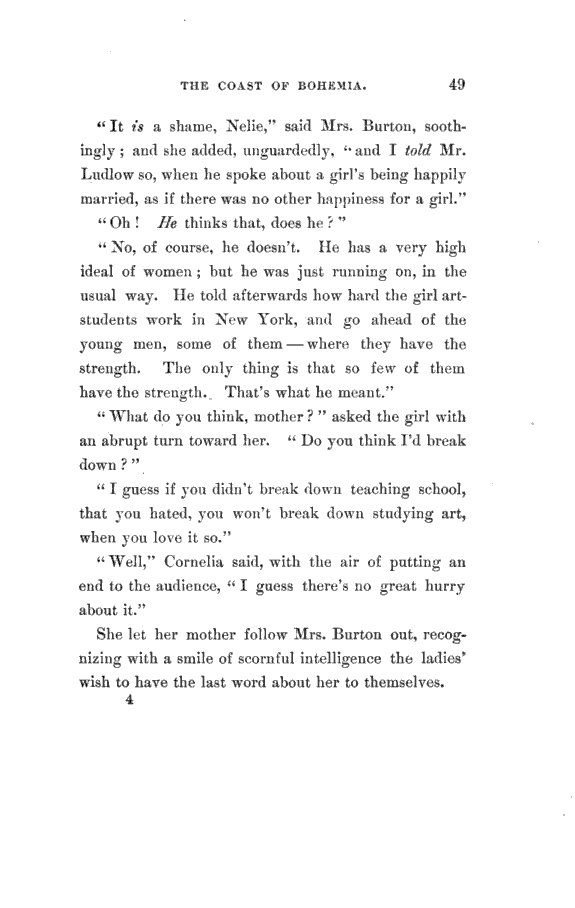 THE COAST OF BOHEMIA. 49
"It is a shame, Nelie," said Mrs. Burton, sooth-
ingly; and she added, unguardedly, "and I told Mr.
Ludlow so, when he spoke about a girl's being happily
married, as if there was no other happiness for a girl."
"Oh! He thinks that, does he?"
"No, of course, he doesn't. He has a very high
ideal of women; but he was just running on, in the
usual way. He told afterwards how hard the girl art-
students work in New York, and go ahead of the
young men, some of them—where they have the
strength. The only thing is that so few of them
have the strength. That's what he meant."
"What do you think, mother?" asked the girl with
an abrupt turn toward her. "Do you think I'd break
down?"
"I guess if you didn't break down teaching school,
that you hated, you won't break down studying art,
when you love it so."
"Well," Cornelia said, with the air of putting an
end to the audience, "I guess there's no great hurry
about it."
She let her mother follow Mrs. Burton out, recog-
nizing with a smile of scornful intelligence the ladies'
wish to have the last word about her to themselves.
4